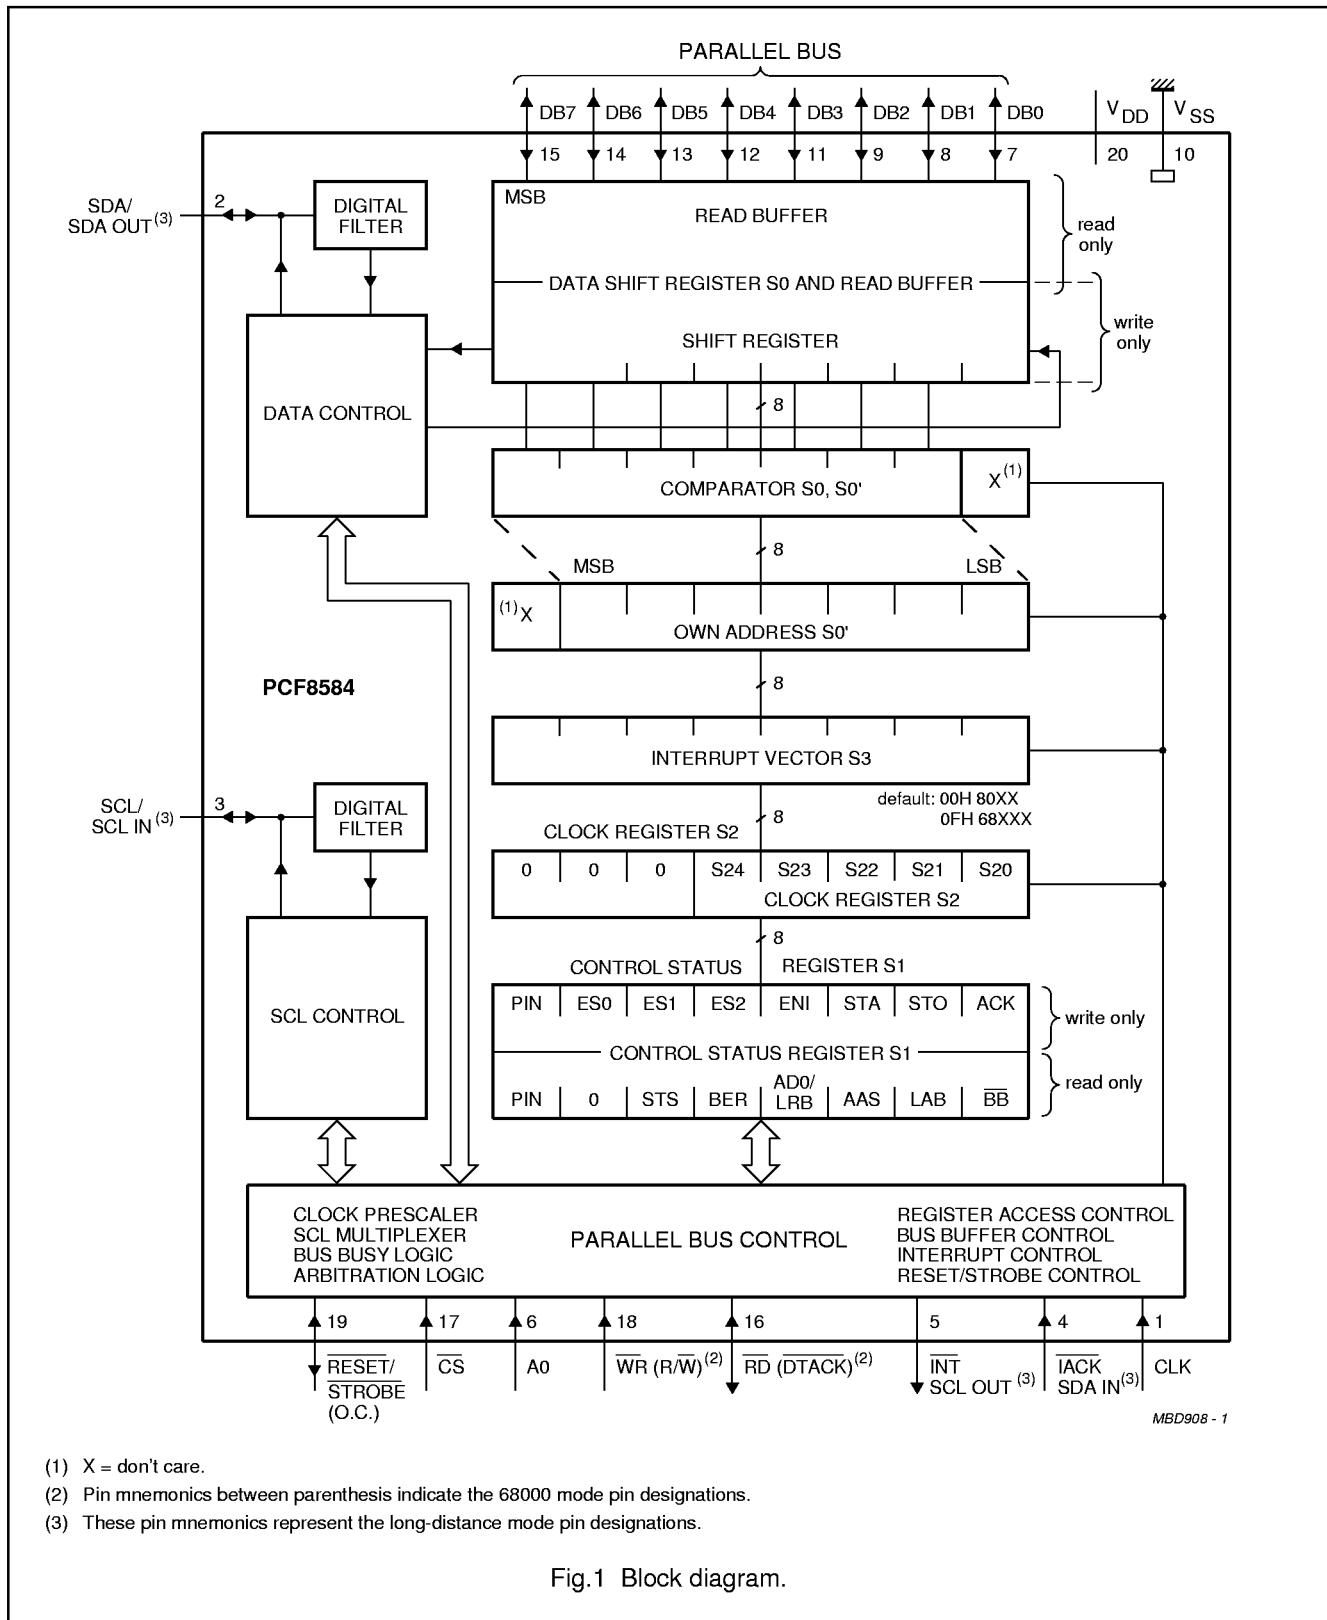 PARALLEL BUS
DB7 DB6 DB5 DB4 DB3 DB2 DB1 DB0 VDD VSS
15 14 13 12 11 9 8 7 20 10
SDA/
SDA OUT (3)
2
DIGITAL
FILTER
MSB
READ BUFFER
read
only
DATA SHIFT REGISTER S0 AND READ BUFFER
SHIFT REGISTER
write
only
DATA CONTROL
8
COMPARATOR S0, S0'
X (1)
8
MSB LSB
(1) X
OWN ADDRESS S0'
8
PCF8584
INTERRUPT VECTOR S3
default: 00H 80XX
0FH 68XXX
SCL/
SCL IN (3)
3
DIGITAL
FILTER
8
CLOCK REGISTER S2
0 0 0 S24 S23 S22 S21 S20
CLOCK REGISTER S2
8
CONTROL STATUS REGISTER S1
SCL CONTROL
PIN ES0 ES1 ES2 ENI STA STO ACK
write only
CONTROL STATUS REGISTER S1
PIN 0 STS BER AD0/LRB AAS LAB B̅B̅
read only
CLOCK PRESCALER
SCL MULTIPLEXER
BUS BUSY LOGIC
ARBITRATION LOGIC
PARALLEL BUS CONTROL
REGISTER ACCESS CONTROL
BUS BUFFER CONTROL
INTERRUPT CONTROL
RESET/STROBE CONTROL
19 17 6 18 16 5 4 1
R̅E̅S̅E̅T̅/
S̅T̅R̅O̅B̅E̅
(O.C.)
C̅S̅
A0
W̅R̅ (R/W̅) (2)
R̅D̅ (D̅T̅A̅C̅K̅) (2)
I̅N̅T̅
SCL OUT (3)
I̅A̅C̅K̅
SDA IN (3)
CLK
MBD908 - 1
(1) X = don't care.
(2) Pin mnemonics between parenthesis indicate the 68000 mode pin designations.
(3) These pin mnemonics represent the long-distance mode pin designations.
Fig.1 Block diagram.